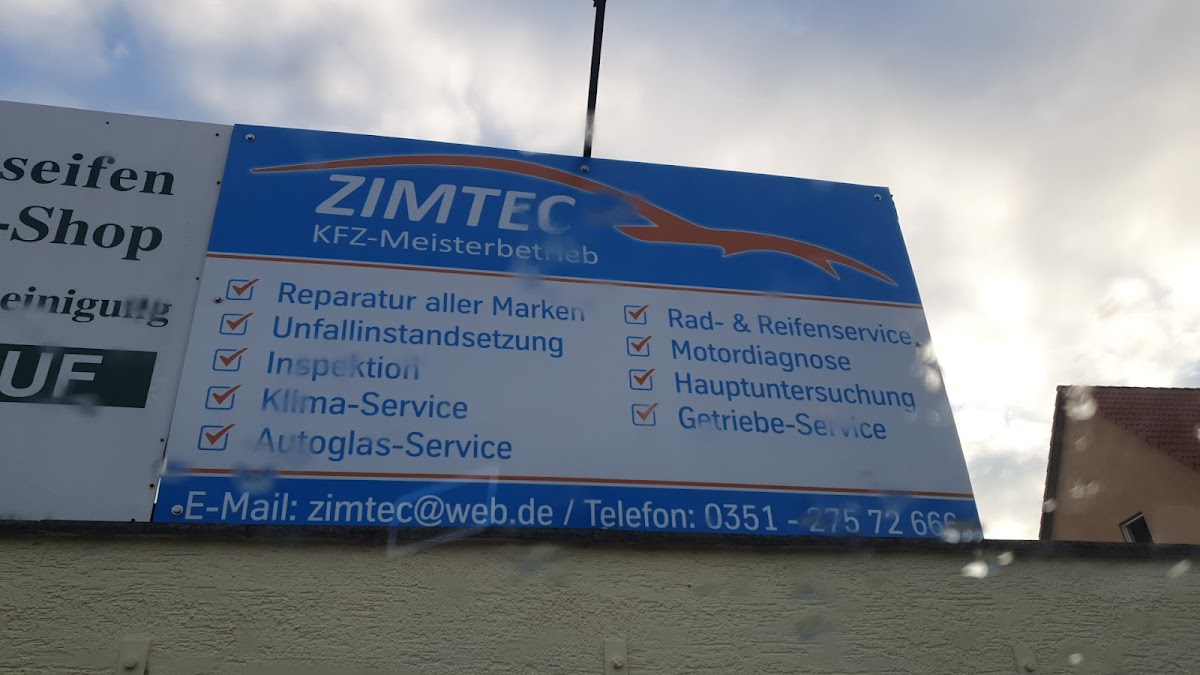 seifen
-Shop
einigung
UF
ZIMTEC
KFZ-Meisterbetrieb
Reparatur aller Marken
Unfallinstandsetzung
Inspektion
Klima-Service
Autoglas-Service
Rad- & Reifenservice
Motordiagnose
Hauptuntersuchung
Getriebe-Service
E-Mail: zimtec@web.de / Telefon: 0351 - 275 72 666